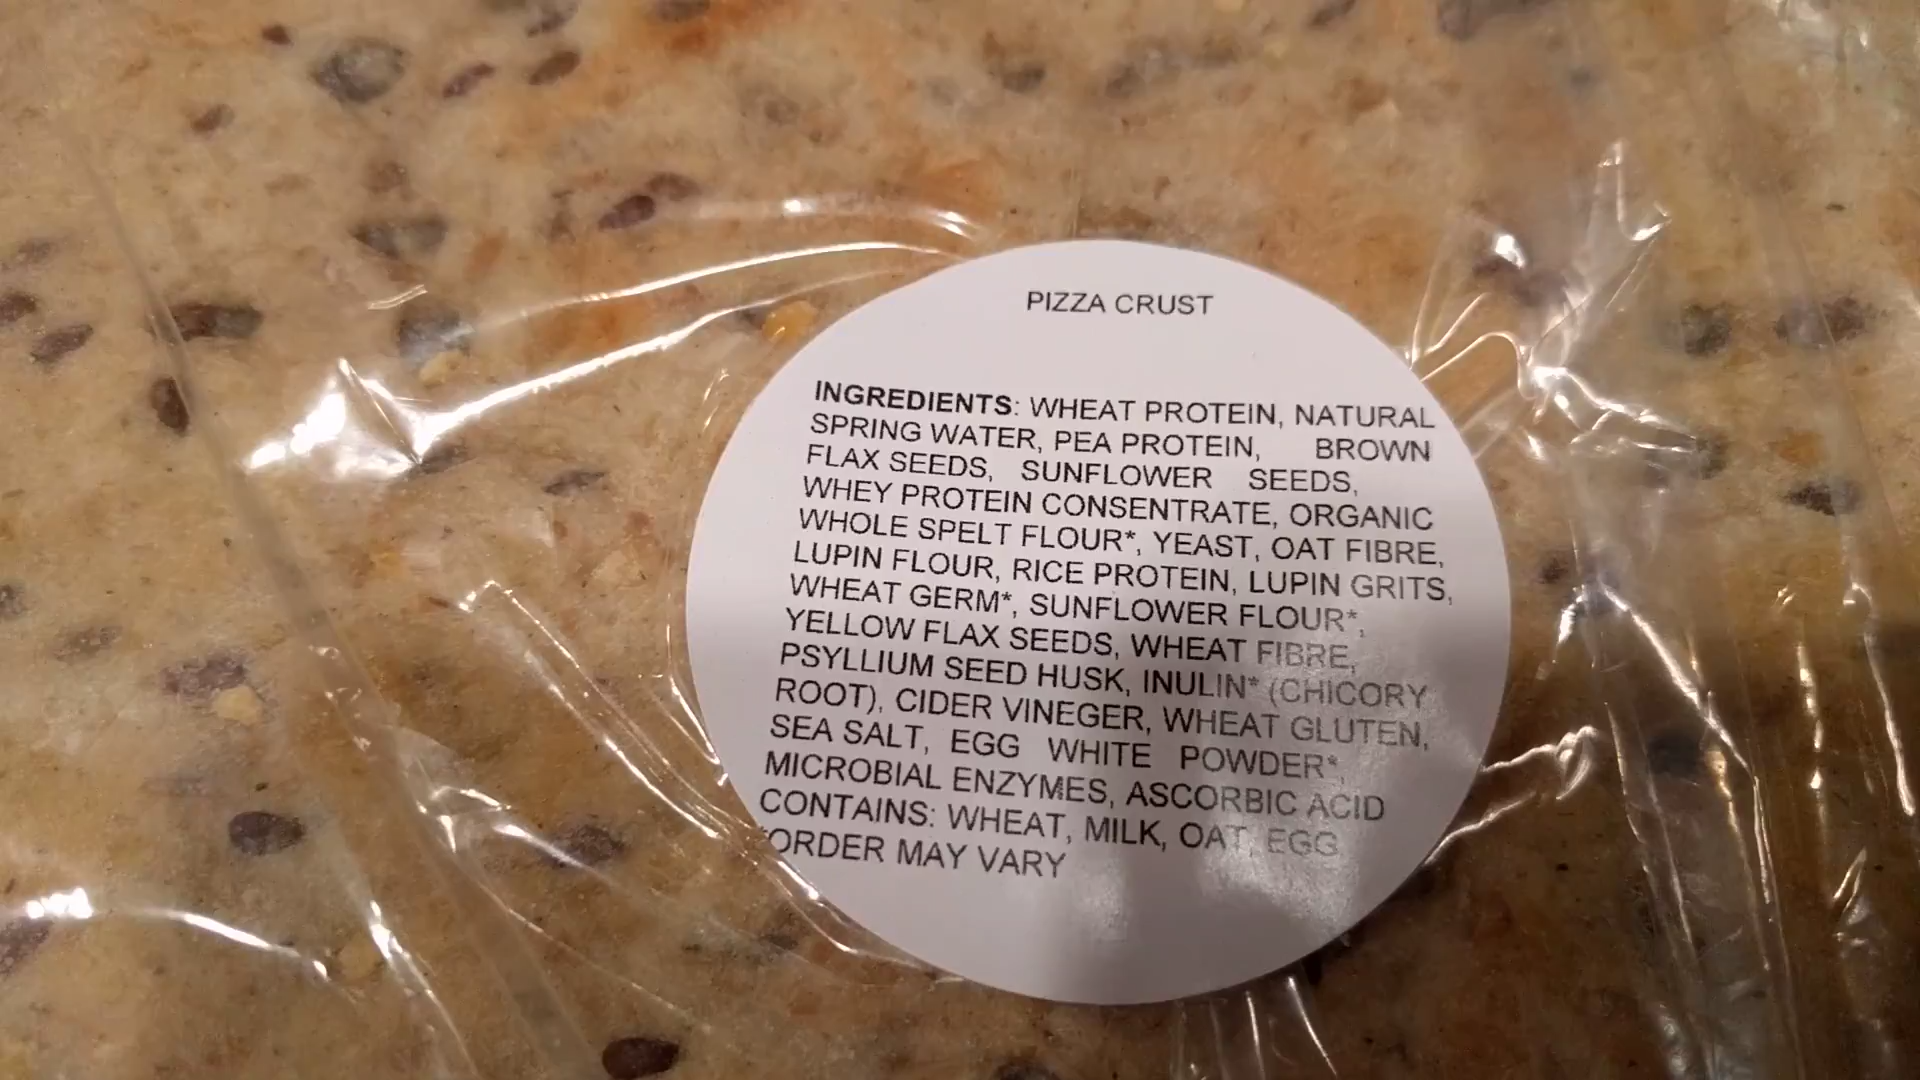 PIZZA CRUST
INGREDIENTS: WHEAT PROTEIN, NATURAL
SPRING WATER, PEA PROTEIN, BROWN
FLAX SEEDS, SUNFLOWER SEEDS,
WHEY PROTEIN CONSENTRATE, ORGANIC
WHOLE SPELT FLOUR*, YEAST, OAT FIBRE,
LUPIN FLOUR, RICE PROTEIN, LUPIN GRITS,
WHEAT GERM*, SUNFLOWER FLOUR*,
YELLOW FLAX SEEDS, WHEAT FIBRE,
PSYLLIUM SEED HUSK, INULIN* (CHICORY
ROOT), CIDER VINEGER, WHEAT GLUTEN,
SEA SALT, EGG WHITE POWDER*,
MICROBIAL ENZYMES, ASCORBIC ACID
CONTAINS: WHEAT, MILK, OAT, EGG
*ORDER MAY VARY